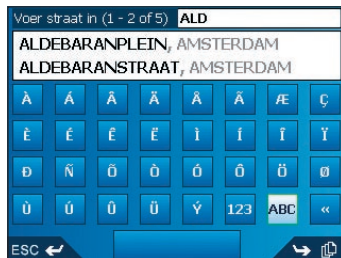 Voer straat in (1 - 2 of 5) ALD
ALDEBARANPLEIN, AMSTERDAM
ALDEBARANSTRAAT, AMSTERDAM
À Á Â Ä Å Ã Æ Ç
È É Ê Ë Ì Í Î Ï
Ð Ñ Õ Ò Ó Ô Ö Ø
Ù Ú Û Ü Ý 123 ABC «
ESC